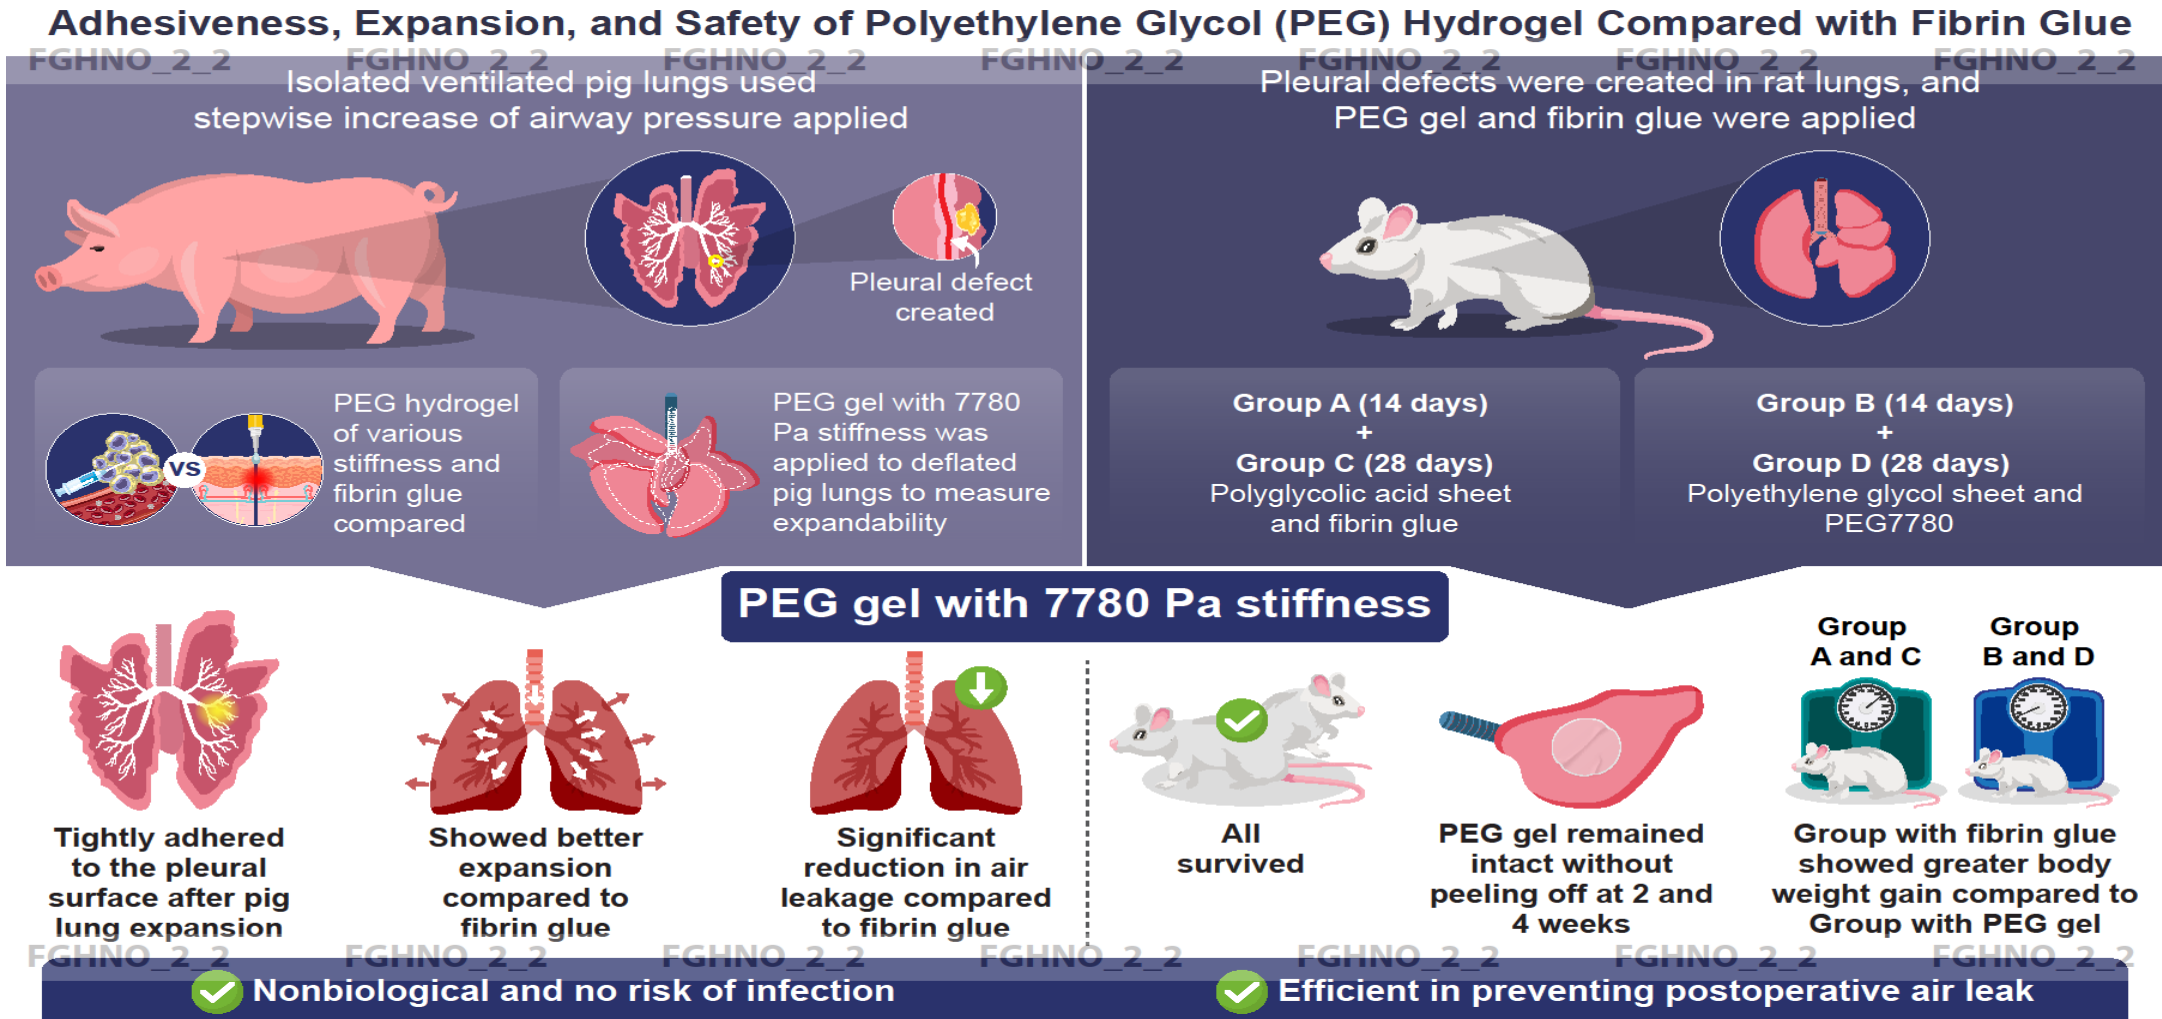 Adhesiveness, Expansion, and Safety of Polyethylene Glycol (PEG) Hydrogel Compared with Fibrin Glue
FGHNO_2_2 FGHNO_2_2 FGHNO_2_2 FGHNO_2_2 FGHNO_2_2 FGHNO_2_2 FGHNO_2_2
Isolated ventilated pig lungs used
stepwise increase of airway pressure applied
Pleural defect
created
PEG hydrogel
of various
stiffness and
fibrin glue
compared
VS
PEG gel with 7780
Pa stiffness was
applied to deflated
pig lungs to measure
expandability
Pleural defects were created in rat lungs, and
PEG gel and fibrin glue were applied
Group A (14 days)
+
Group C (28 days)
Polyglycolic acid sheet
and fibrin glue
Group B (14 days)
+
Group D (28 days)
Polyethylene glycol sheet and
PEG7780
PEG gel with 7780 Pa stiffness
Tightly adhered
to the pleural
surface after pig
lung expansion
Showed better
expansion
compared to
fibrin glue
Significant
reduction in air
leakage compared
to fibrin glue
All
survived
PEG gel remained
intact without
peeling off at 2 and
4 weeks
Group
A and C
Group
B and D
Group with fibrin glue
showed greater body
weight gain compared to
Group with PEG gel
FGHNO_2_2 FGHNO_2_2 FGHNO_2_2 FGHNO_2_2 FGHNO_2_2 FGHNO_2_2 FGHNO_2_2
Nonbiological and no risk of infection
Efficient in preventing postoperative air leak